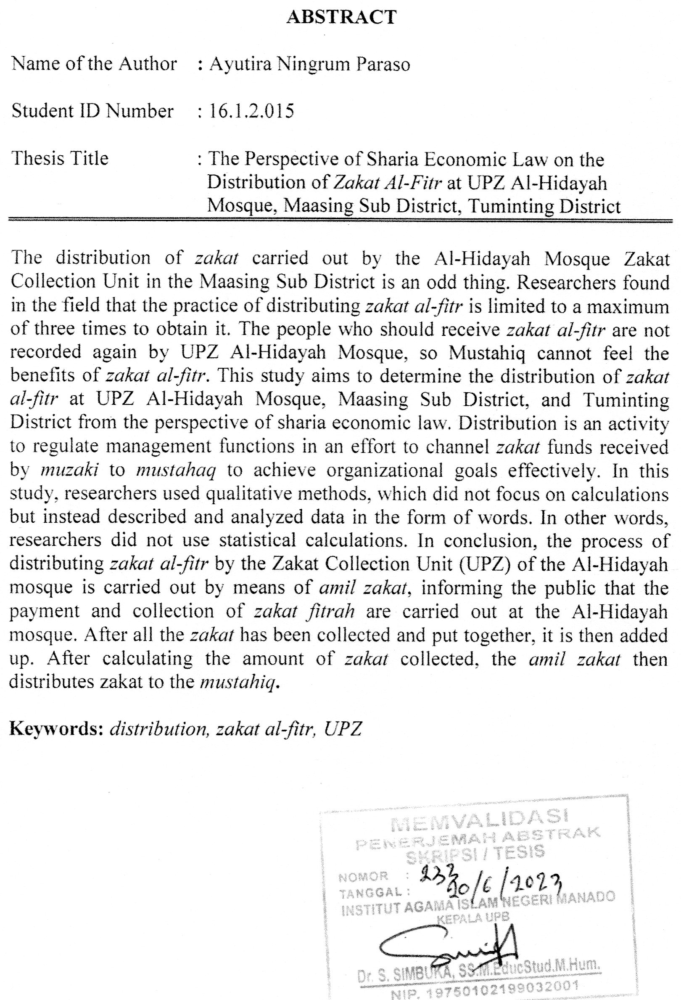 ABSTRACT
Name of the Author : Ayutira Ningrum Paraso
Student ID Number : 16.1.2.015
Thesis Title : The Perspective of Sharia Economic Law on the
Distribution of Zakat Al-Fitr at UPZ Al-Hidayah
Mosque, Maasing Sub District, Tuminting District
The distribution of zakat carried out by the Al-Hidayah Mosque Zakat
Collection Unit in the Maasing Sub District is an odd thing. Researchers found
in the field that the practice of distributing zakat al-fitr is limited to a maximum
of three times to obtain it. The people who should receive zakat al-fitr are not
recorded again by UPZ Al-Hidayah Mosque, so Mustahiq cannot feel the
benefits of zakat al-fitr. This study aims to determine the distribution of zakat
al-fitr at UPZ Al-Hidayah Mosque, Maasing Sub District, and Tuminting
District from the perspective of sharia economic law. Distribution is an activity
to regulate management functions in an effort to channel zakat funds received
by muzaki to mustahaq to achieve organizational goals effectively. In this
study, researchers used qualitative methods, which did not focus on calculations
but instead described and analyzed data in the form of words. In other words,
researchers did not use statistical calculations. In conclusion, the process of
distributing zakat al-fitr by the Zakat Collection Unit (UPZ) of the Al-Hidayah
mosque is carried out by means of amil zakat, informing the public that the
payment and collection of zakat fitrah are carried out at the Al-Hidayah
mosque. After all the zakat has been collected and put together, it is then added
up. After calculating the amount of zakat collected, the amil zakat then
distributes zakat to the mustahiq.
Keywords: distribution, zakat al-fitr, UPZ
MEMVALIDASI
PENERJEMAH ABSTRAK
SKRIPSI / TESIS
NOMOR :
TANGGAL : /6/2023
INSTITUT AGAMA ISLAM NEGERI MANADO
KEPALA UPB
Dr. S. SIMBUKA, SS.M.EducStud.M.Hum.
NIP. 19750102199032001